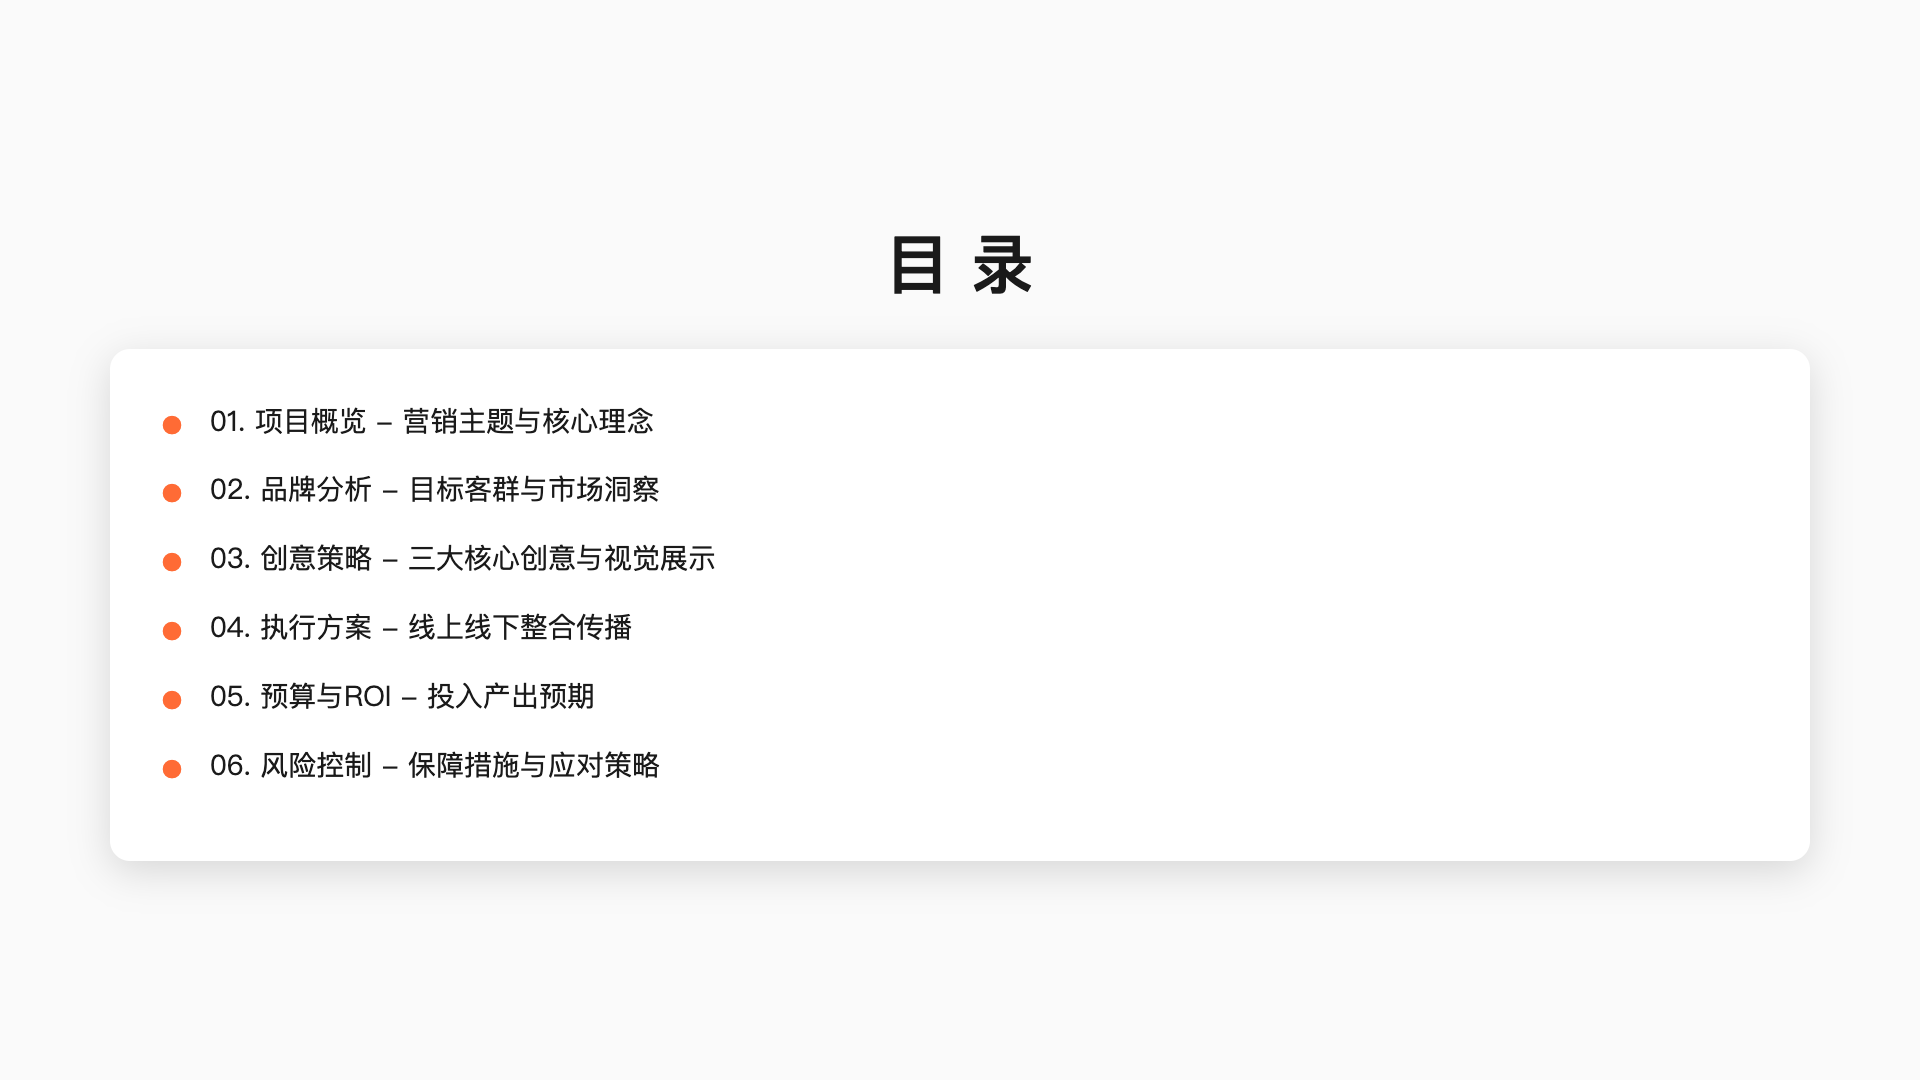 目 录
01. 项目概览 – 营销主题与核心理念
02. 品牌分析 – 目标客群与市场洞察
03. 创意策略 – 三大核心创意与视觉展示
04. 执行方案 – 线上线下整合传播
05. 预算与ROI – 投入产出预期
06. 风险控制 – 保障措施与应对策略